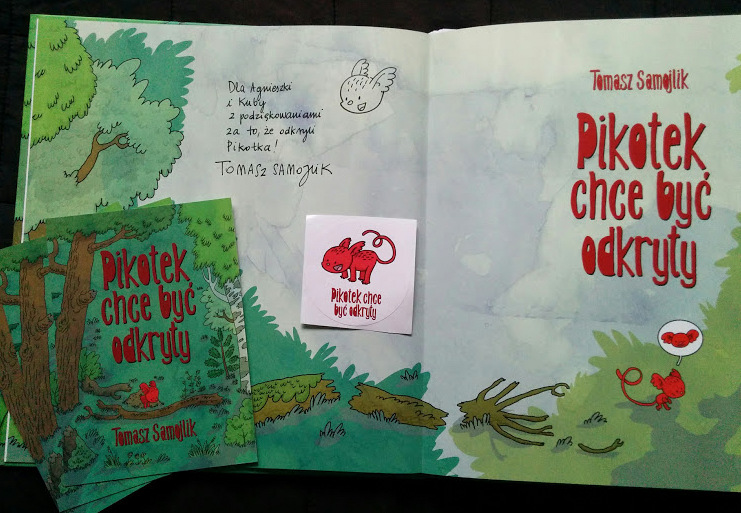 Dla Agnieszki
i Kuby
z podziękowaniami
za to, że odkryli
Pikotka!
TOMASZ SAMOJLIK
Tomasz Samojlik
Pikotek
chce być
odkryty
Pikotek
chce być
odkryty
Tomasz Samojlik
Pikotek chce
być odkryty